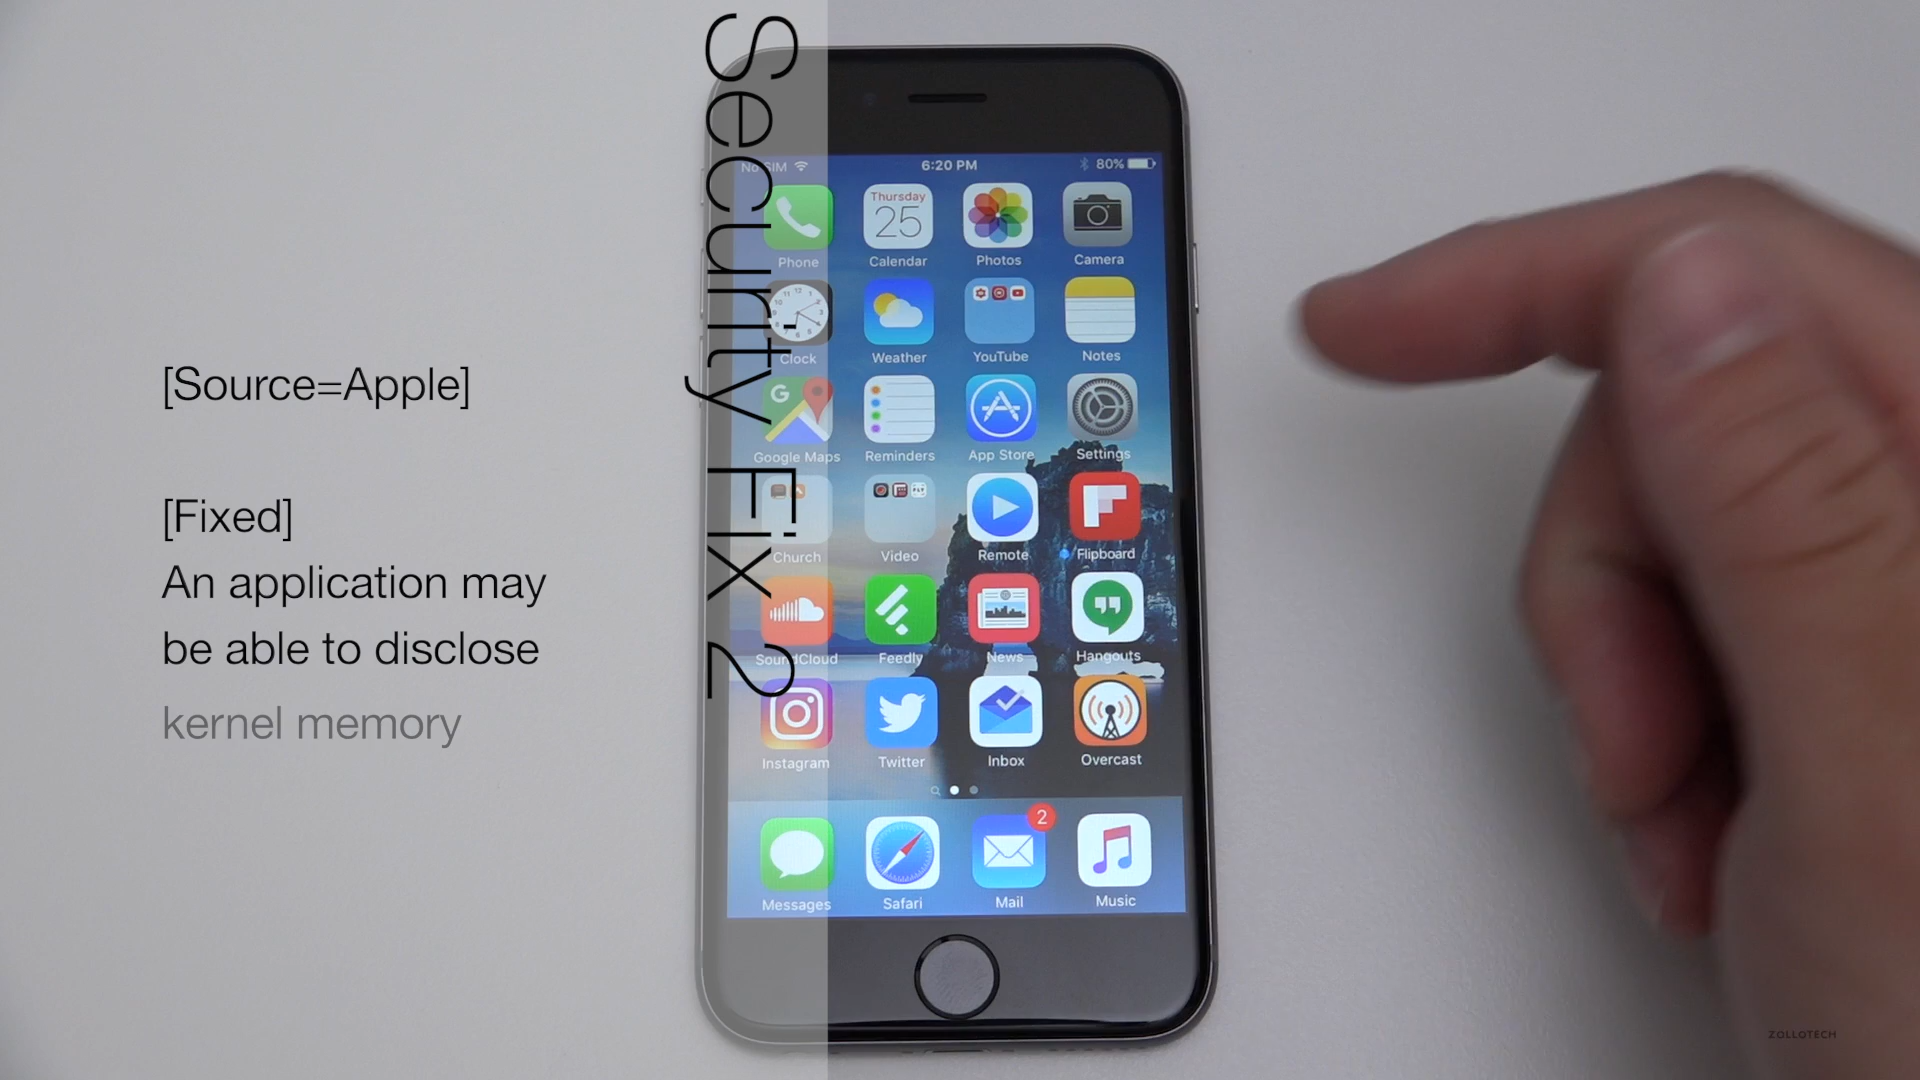 Security Fix 2
[Source=Apple]
[Fixed]
An application may
be able to disclose
kernel memory
No SIM 6:20 PM 80%
Phone
Thursday
25
Calendar
Photos
Camera
Clock
Weather
YouTube
Notes
G
Google Maps
Reminders
App Store
Settings
Church
Video
Remote
Flipboard
SoundCloud
Feedly
News
Hangouts
Instagram
Twitter
Inbox
Overcast
2
Messages
Safari
Mail
Music
ZOLLOTECH